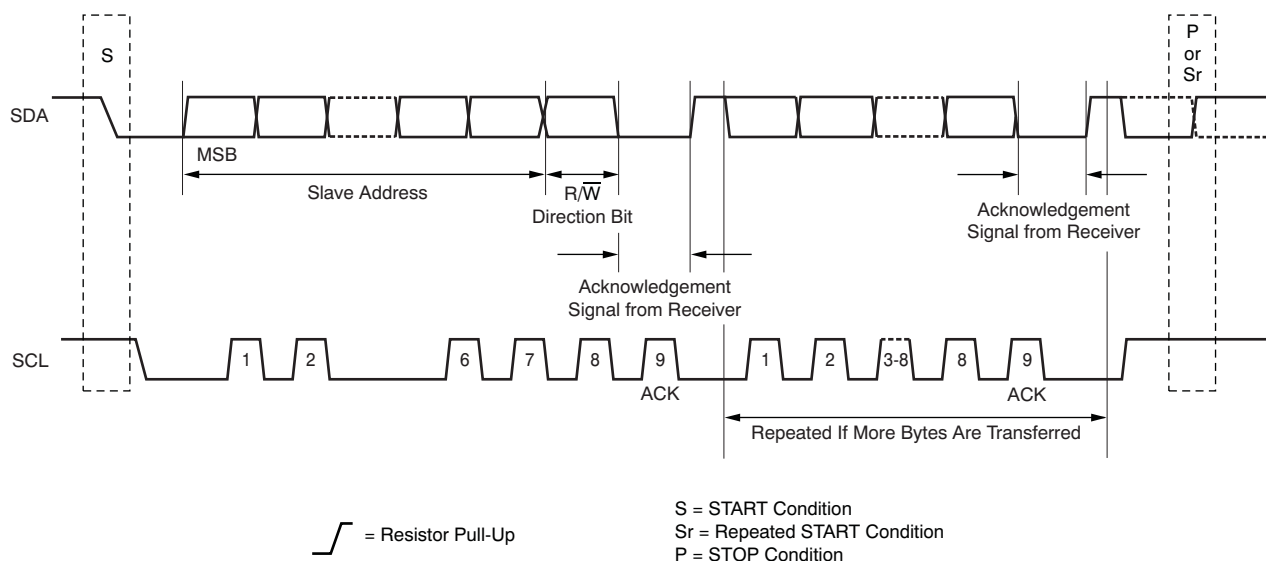 S
P
or
Sr
SDA
MSB
Slave Address
R/W̅
Direction Bit
Acknowledgement
Signal from Receiver
Acknowledgement
Signal from Receiver
SCL
1 2 6 7 8 9 1 2 3-8 8 9
ACK ACK
Repeated If More Bytes Are Transferred
= Resistor Pull-Up
S = START Condition
Sr = Repeated START Condition
P = STOP Condition